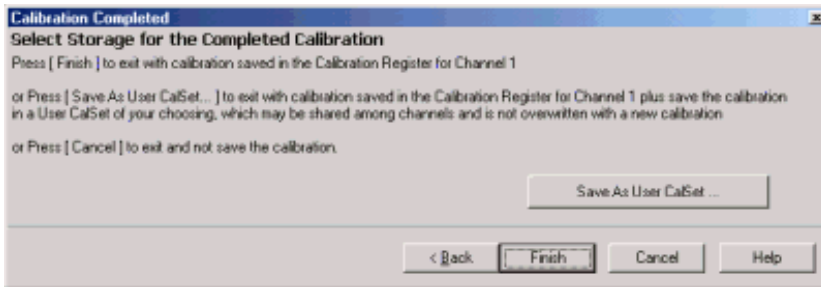 Calibration Completed
Select Storage for the Completed Calibration
Press [ Finish ] to exit with calibration saved in the Calibration Register for Channel 1
or Press [ Save As User CalSet... ] to exit with calibration saved in the Calibration Register for Channel 1 plus save the calibration
in a User CalSet of your choosing, which may be shared among channels and is not overwritten with a new calibration
or Press [ Cancel ] to exit and not save the calibration.
Save As User CalSet ...
< Back Finish Cancel Help